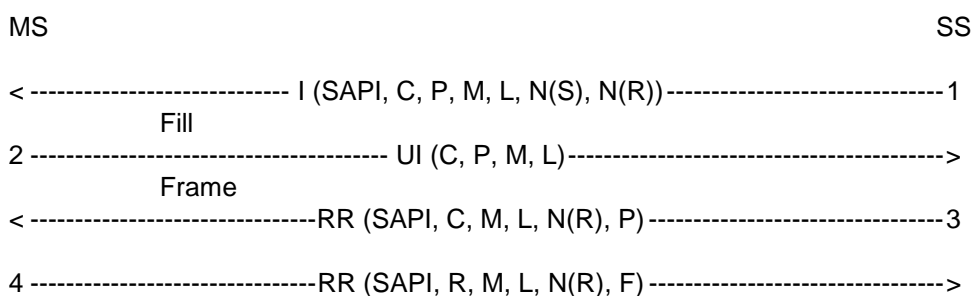 MS SS
< ----------------------------- I (SAPI, C, P, M, L, N(S), N(R))-------------------------------1
Fill
2 ---------------------------------------- UI (C, P, M, L)------------------------------------------>
Frame
< --------------------------------RR (SAPI, C, M, L, N(R), P) ---------------------------------3
4 --------------------------------RR (SAPI, R, M, L, N(R), F) --------------------------------->